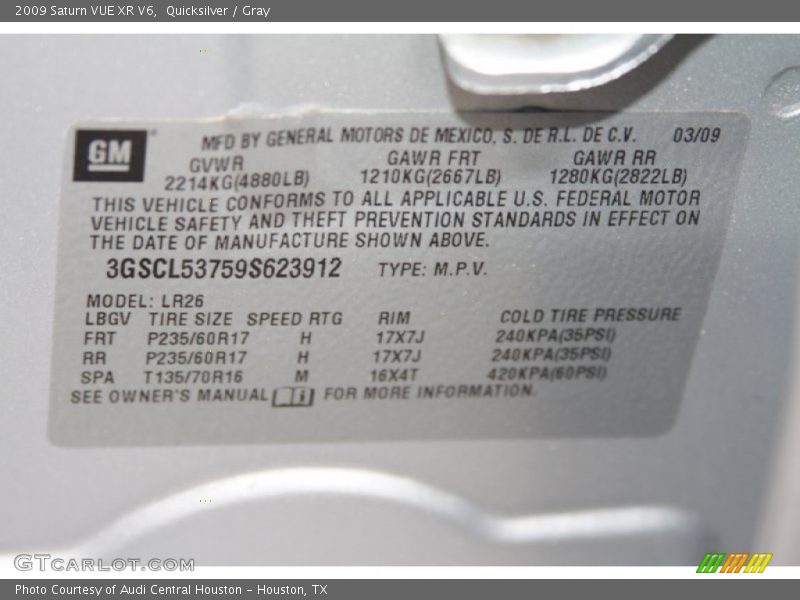 2009 Saturn VUE XR V6,  Quicksilver / Gray
GM MFD BY GENERAL MOTORS DE MEXICO, S. DE R.L. DE C.V. 03/09
GVWR GAWR FRT GAWR RR
2214KG(4880LB) 1210KG(2667LB) 1280KG(2822LB)
THIS VEHICLE CONFORMS TO ALL APPLICABLE U.S. FEDERAL MOTOR
VEHICLE SAFETY AND THEFT PREVENTION STANDARDS IN EFFECT ON
THE DATE OF MANUFACTURE SHOWN ABOVE.
3GSCL53759S623912 TYPE: M.P.V.
MODEL: LR26
LBGV TIRE SIZE SPEED RTG RIM COLD TIRE PRESSURE
FRT P235/60R17 H 17X7J 240KPA(35PSI)
RR P235/60R17 H 17X7J 240KPA(35PSI)
SPA T135/70R16 M 16X4T 420KPA(60PSI)
SEE OWNER'S MANUAL FOR MORE INFORMATION.
GTCarLot.com
Photo Courtesy of Audi Central Houston – Houston, TX